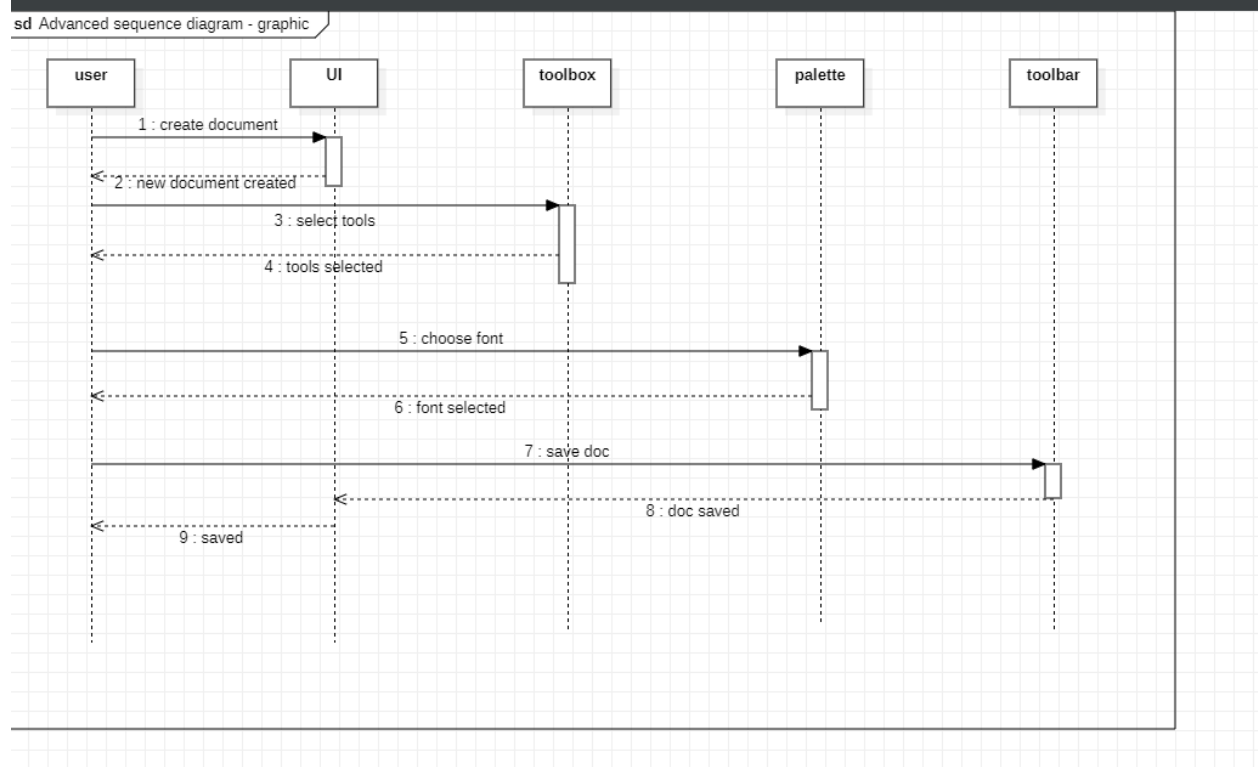 sd Advanced sequence diagram - graphic
user
UI
toolbox
palette
toolbar
1 : create document
2 : new document created
3 : select tools
4 : tools selected
5 : choose font
6 : font selected
7 : save doc
8 : doc saved
9 : saved